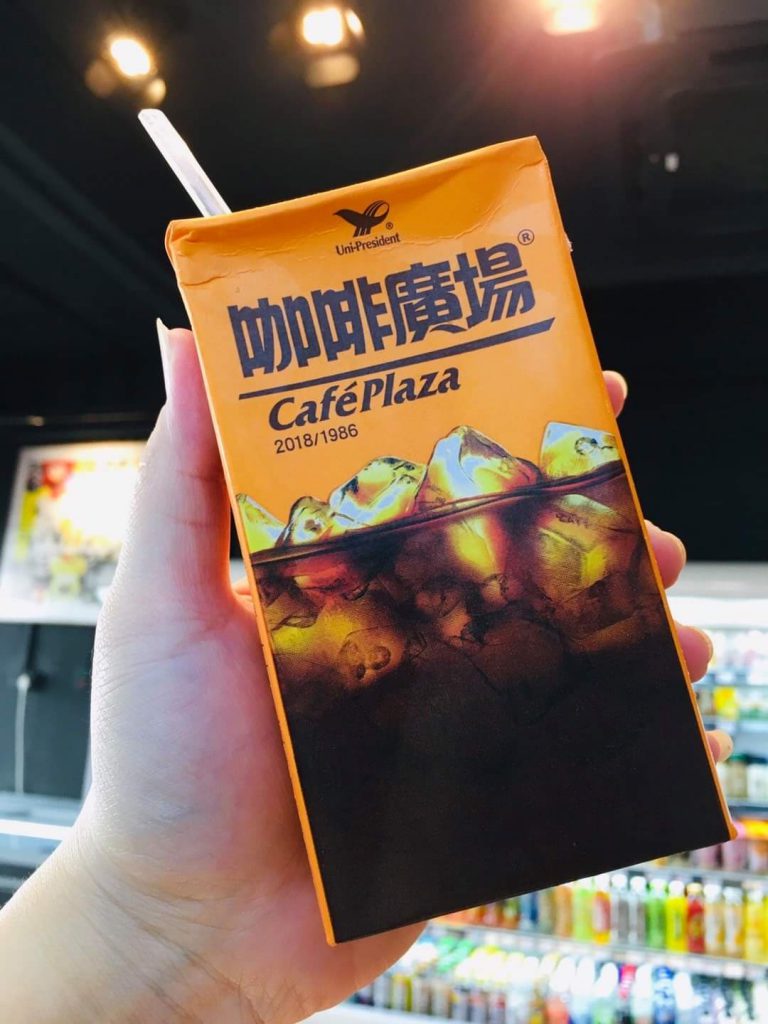 Uni-President ®
咖啡廣場®
CaféPlaza
2018/1986